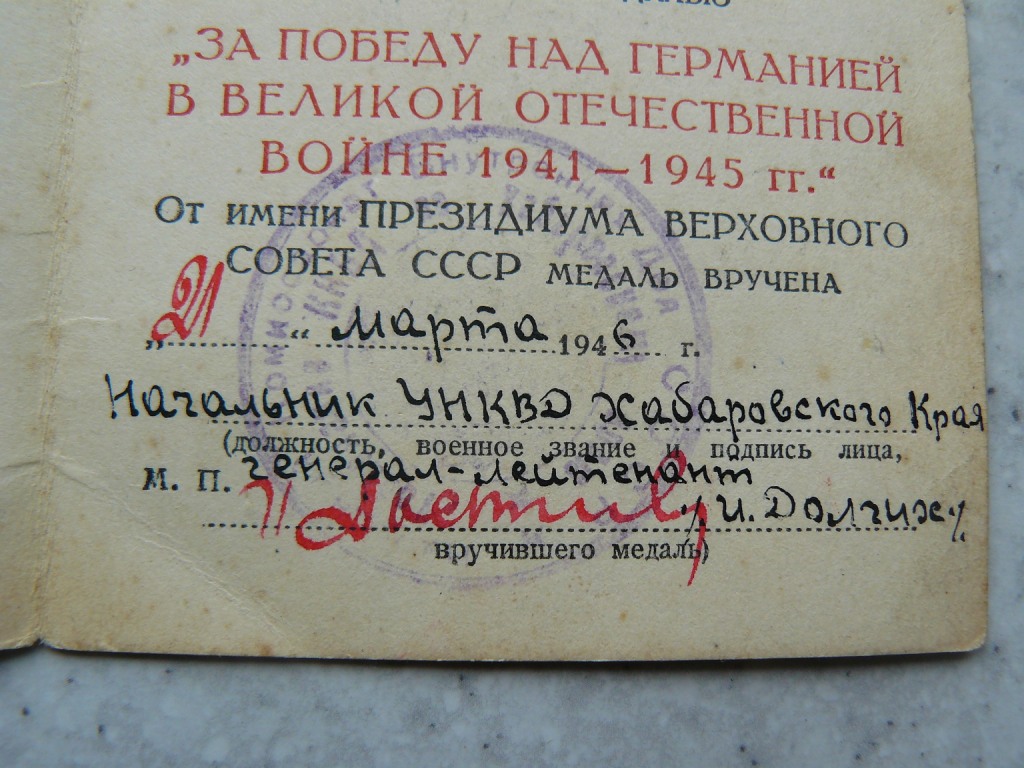 „ЗА ПОБЕДУ НАД ГЕРМАНИЕЙ
В ВЕЛИКОЙ ОТЕЧЕСТВЕННОЙ
ВОЙНЕ 1941—1945 гг.“
От имени ПРЕЗИДИУМА ВЕРХОВНОГО
СОВЕТА СССР МЕДАЛЬ ВРУЧЕНА
„21“ марта 1946 г.
Начальник УНКВД Хабаровского Края
(должность, военное звание и подпись лица,
М. П. генерал-лейтенант
/И. Долгих/
вручившего медаль)